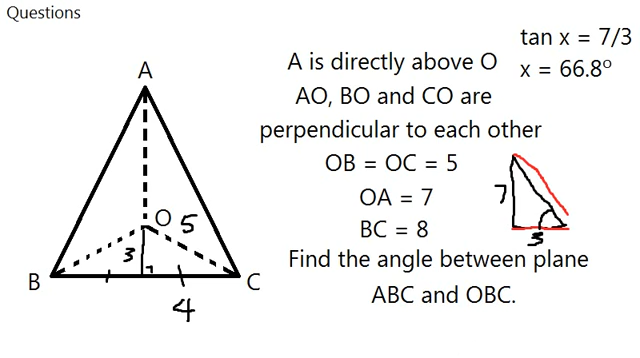 Questions
tan x = 7/3
x = 66.8°
A is directly above O
AO, BO and CO are
perpendicular to each other
OB = OC = 5
OA = 7
BC = 8
Find the angle between plane
ABC and OBC.
A
O 5
3
B
C
4
7
3